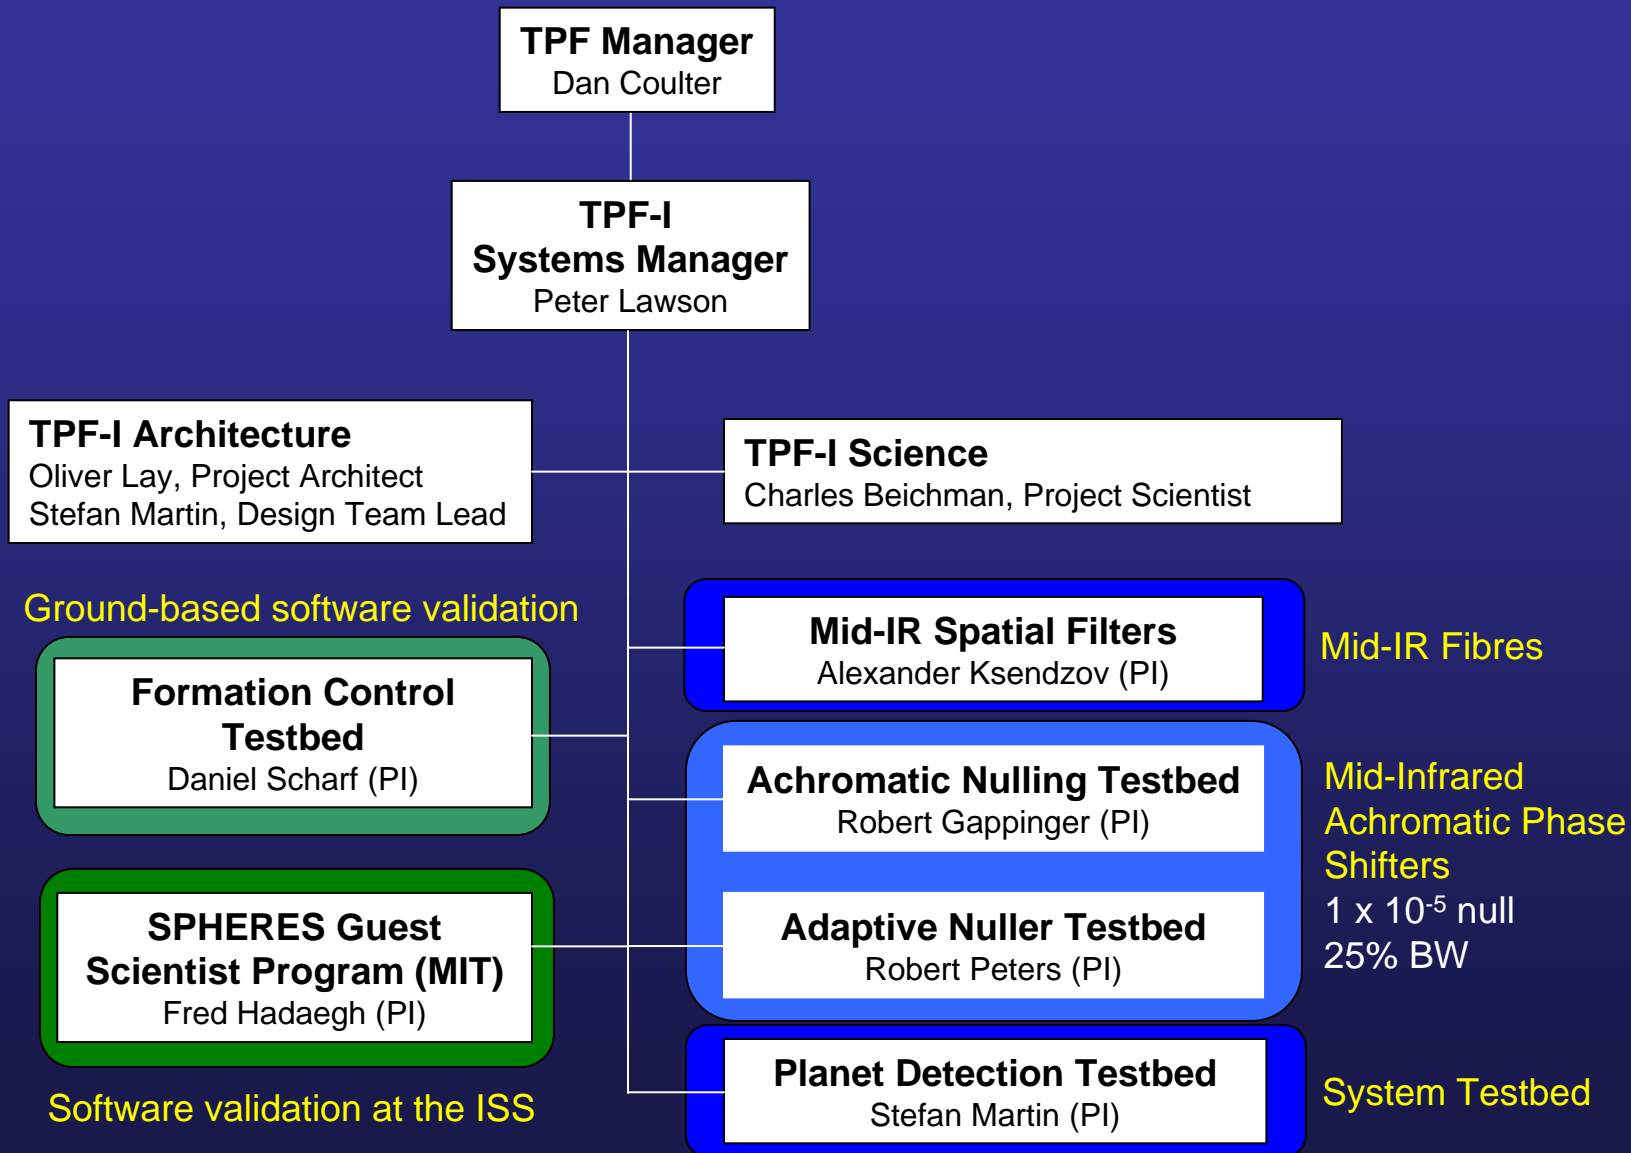 TPF Manager
Dan Coulter
TPF-I
Systems Manager
Peter Lawson
TPF-I Architecture
Oliver Lay, Project Architect
Stefan Martin, Design Team Lead
TPF-I Science
Charles Beichman, Project Scientist
Ground-based software validation
Formation Control
Testbed
Daniel Scharf (PI)
SPHERES Guest
Scientist Program (MIT)
Fred Hadaegh (PI)
Software validation at the ISS
Mid-IR Spatial Filters
Alexander Ksendzov (PI)
Mid-IR Fibres
Achromatic Nulling Testbed
Robert Gappinger (PI)
Adaptive Nuller Testbed
Robert Peters (PI)
Mid-Infrared
Achromatic Phase
Shifters
1 x 10⁻⁵ null
25% BW
Planet Detection Testbed
Stefan Martin (PI)
System Testbed